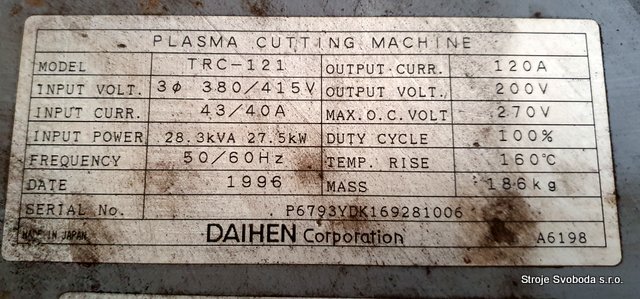 PLASMA CUTTING MACHINE
MODEL TRC-121 OUTPUT CURR. 120A
INPUT VOLT. 3φ 380/415V OUTPUT VOLT. 200V
INPUT CURR. 43/40A MAX.O.C.VOLT 270V
INPUT POWER 28.3kVA 27.5kW DUTY CYCLE 100%
FREQUENCY 50/60Hz TEMP. RISE 160℃
DATE 1996 MASS 186kg
SERIAL No. P6793YDK169281006
MADE IN JAPAN DAIHEN Corporation A6198
Stroje Svoboda s.r.o.